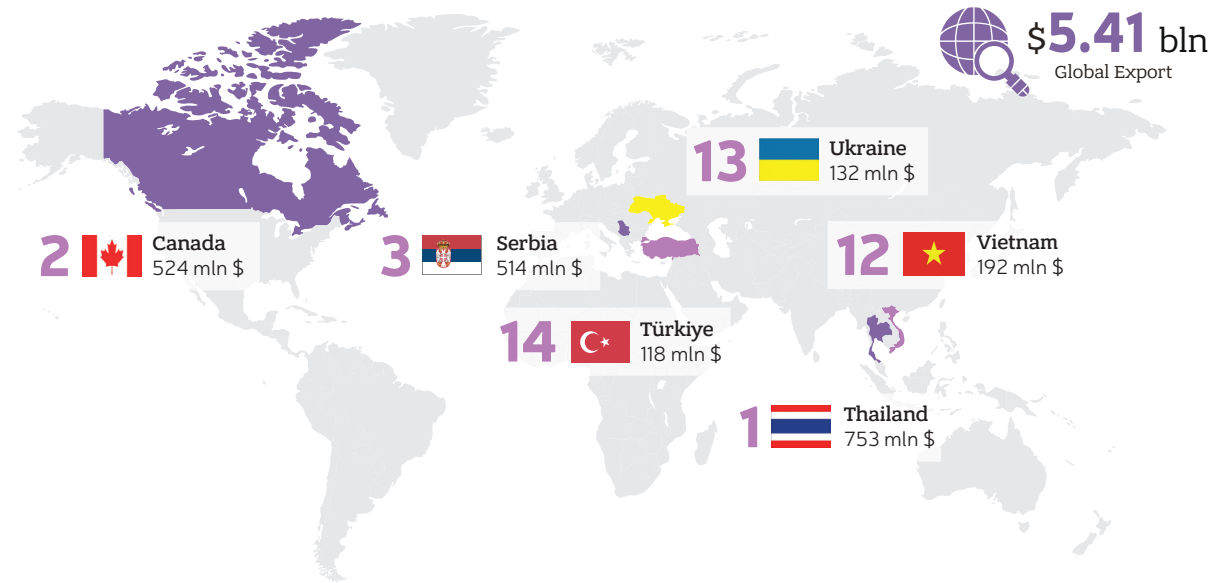 $5.41 bln
Global Export
13
Ukraine
132 mln $
2
Canada
524 mln $
3
Serbia
514 mln $
12
Vietnam
192 mln $
14
Türkiye
118 mln $
1
Thailand
753 mln $